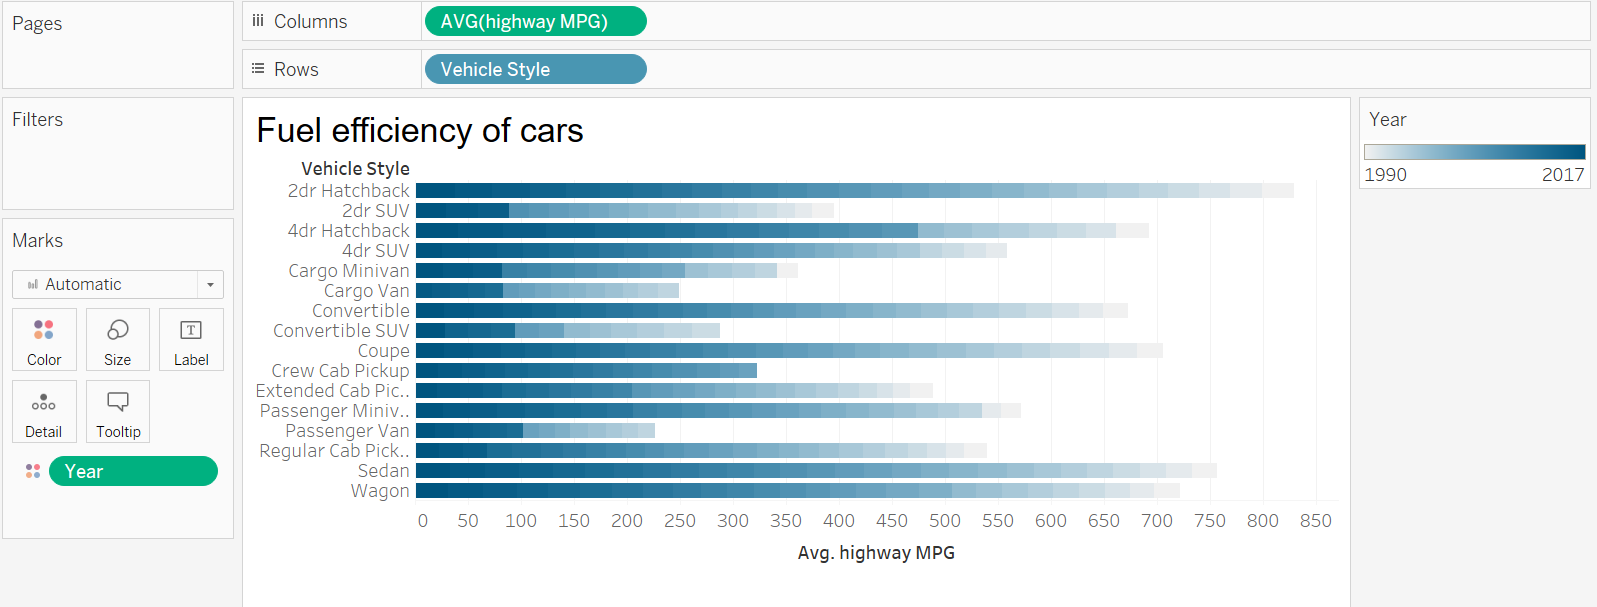 Pages
Columns
AVG(highway MPG)
Rows
Vehicle Style
Filters
Marks
Automatic
Color
Size
T
Label
Detail
Tooltip
Year
Fuel efficiency of cars
Vehicle Style
2dr Hatchback
2dr SUV
4dr Hatchback
4dr SUV
Cargo Minivan
Cargo Van
Convertible
Convertible SUV
Coupe
Crew Cab Pickup
Extended Cab Pic..
Passenger Miniv..
Passenger Van
Regular Cab Pick..
Sedan
Wagon
0 50 100 150 200 250 300 350 400 450 500 550 600 650 700 750 800 850
Avg. highway MPG
Year
1990 2017